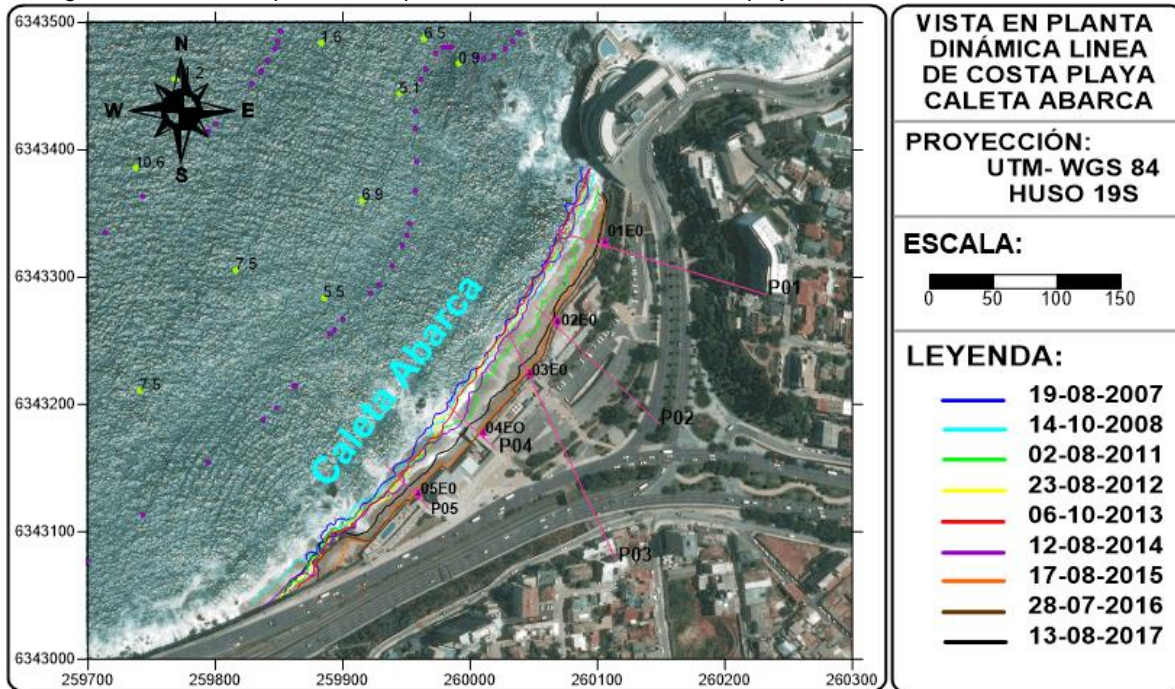 6343500
6343400
6343300
6343200
6343100
6343000
259700
259800
259900
260000
260100
260200
260300
N
W
E
S
1.6
6.5
0.9
5.1
10.6
6.9
7.5
5.5
7.5
Caleta Abarca
01E0
P01
02E0
P02
03E0
P03
04EO
P04
05E0
P05
VISTA EN PLANTA
DINÁMICA LINEA
DE COSTA PLAYA
CALETA ABARCA
PROYECCIÓN:
UTM- WGS 84
HUSO 19S
ESCALA:
0 50 100 150
LEYENDA:
19-08-2007
14-10-2008
02-08-2011
23-08-2012
06-10-2013
12-08-2014
17-08-2015
28-07-2016
13-08-2017